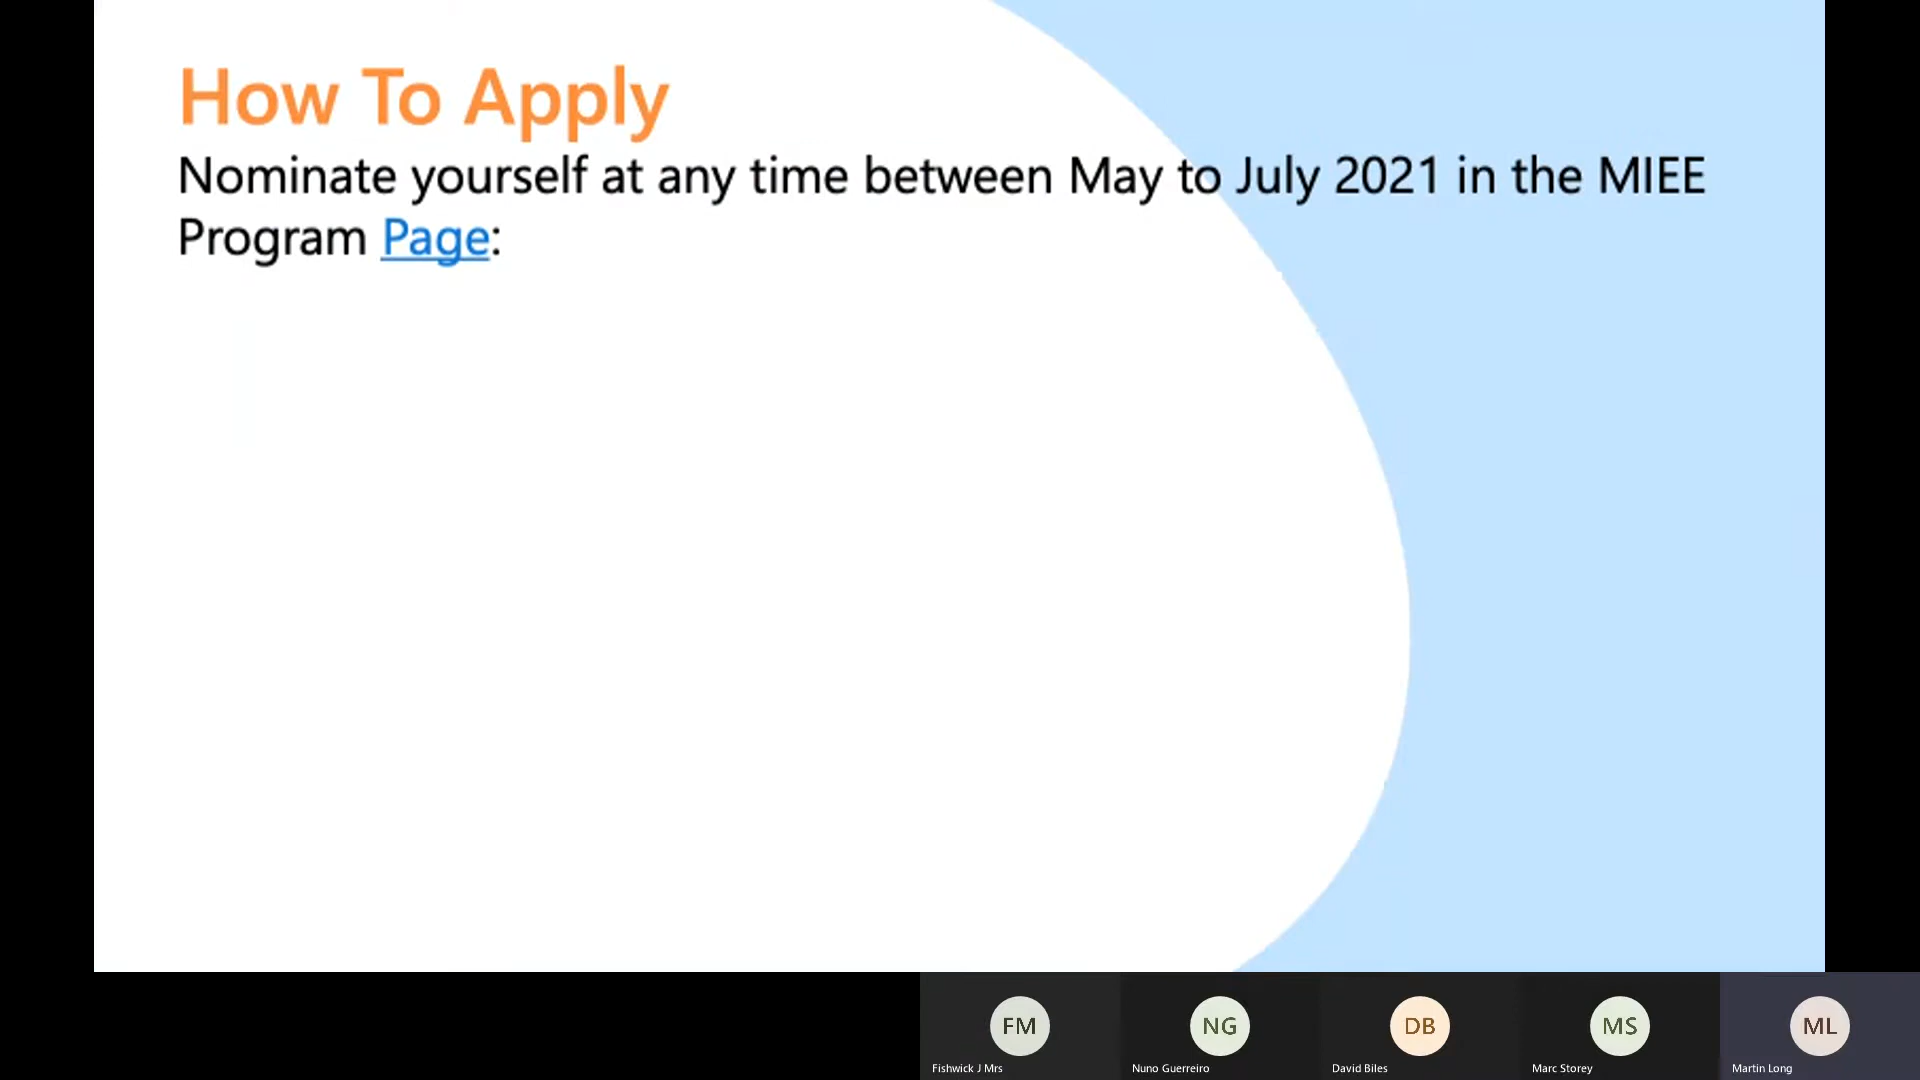 How To Apply
Nominate yourself at any time between May to July 2021 in the MIEE
Program Page:
FM
NG
DB
MS
ML
Fishwick J Mrs
Nuno Guerreiro
David Biles
Marc Storey
Martin Long